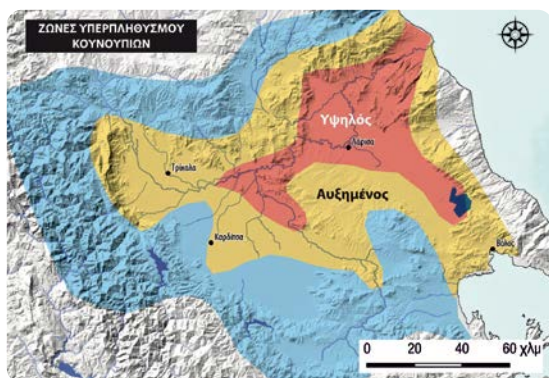 ΖΩΝΕΣ ΥΠΕΡΠΛΗΘΥΣΜΟΥ
ΚΟΥΝΟΥΠΙΩΝ
Υψηλός
Λάρισα
Τρίκαλα
Αυξημένος
Καρδίτσα
Βόλος
0 20 40 60 χλμ